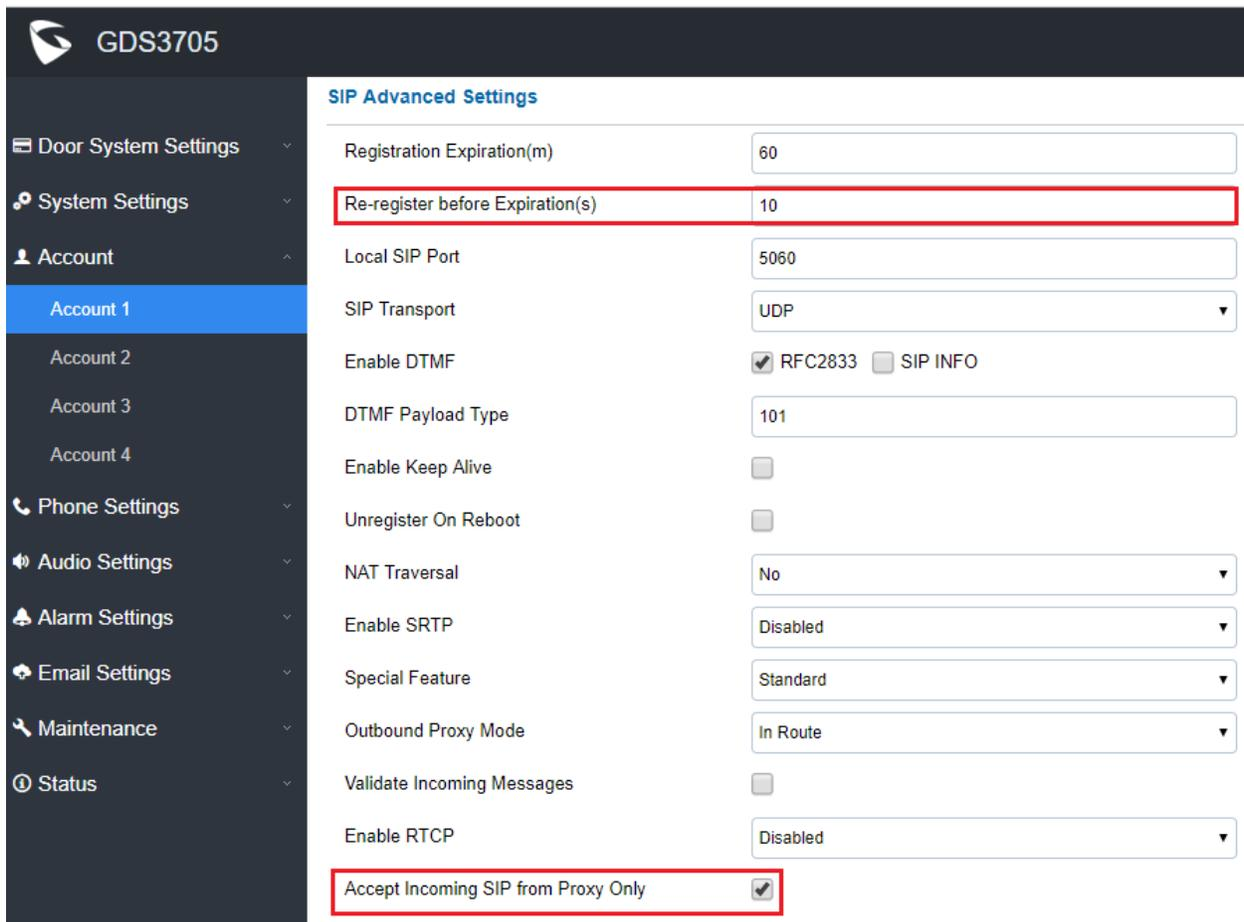 GDS3705
Door System Settings
System Settings
Account
Account 1
Account 2
Account 3
Account 4
Phone Settings
Audio Settings
Alarm Settings
Email Settings
Maintenance
Status
SIP Advanced Settings
Registration Expiration(m) 60
Re-register before Expiration(s) 10
Local SIP Port 5060
SIP Transport UDP
Enable DTMF RFC2833 SIP INFO
DTMF Payload Type 101
Enable Keep Alive
Unregister On Reboot
NAT Traversal No
Enable SRTP Disabled
Special Feature Standard
Outbound Proxy Mode In Route
Validate Incoming Messages
Enable RTCP Disabled
Accept Incoming SIP from Proxy Only